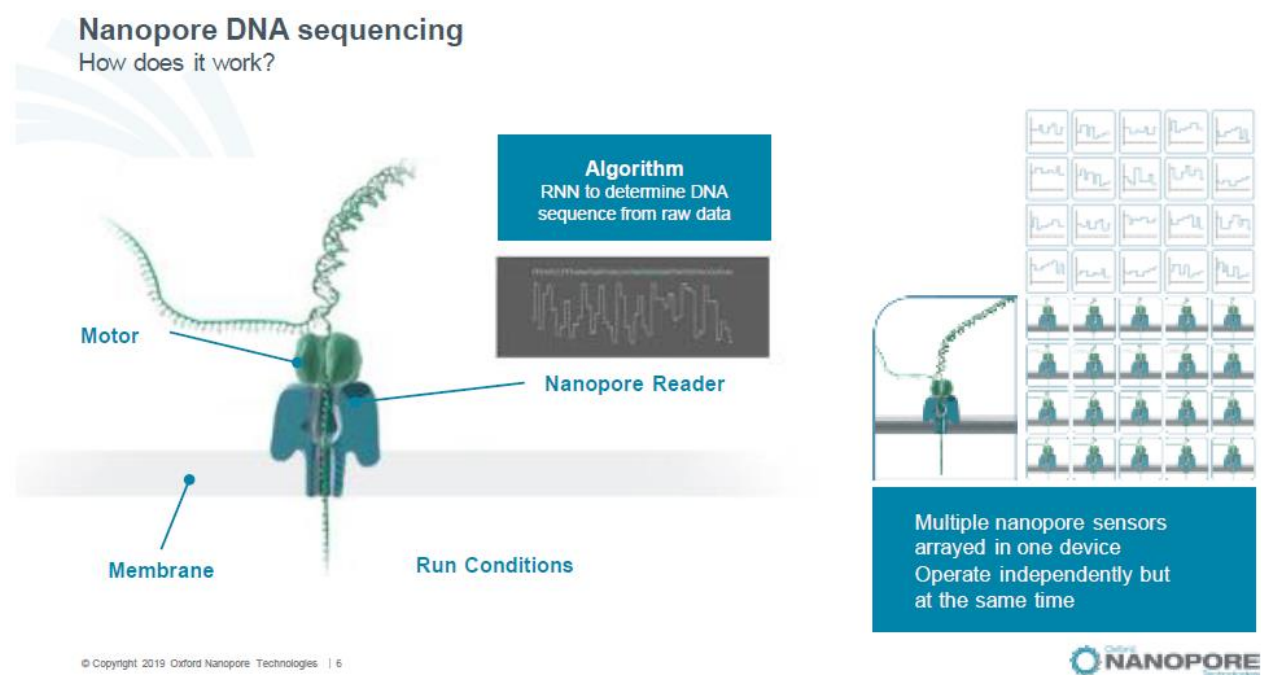 Nanopore DNA sequencing
How does it work?
Algorithm
RNN to determine DNA
sequence from raw data
Motor
Nanopore Reader
Membrane
Run Conditions
Multiple nanopore sensors
arrayed in one device
Operate independently but
at the same time
© Copyright 2019 Oxford Nanopore Technologies | 6
Oxford
NANOPORE
Technologies